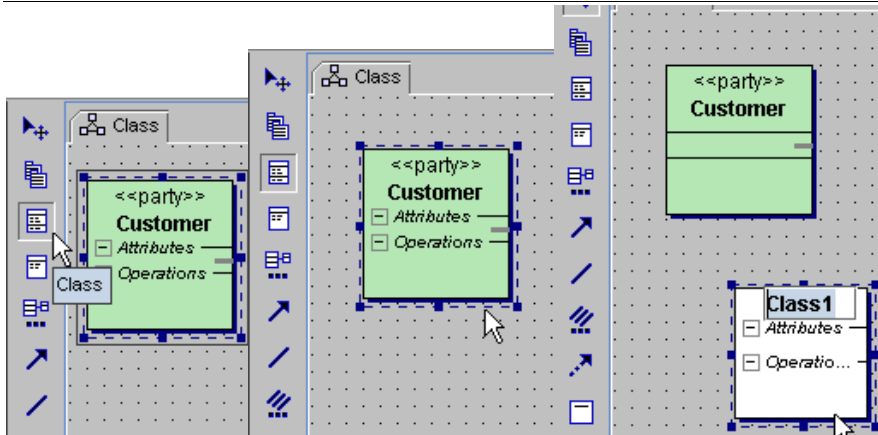 Class
<<party>>
Customer
Attributes
Operations
Class
Class
<<party>>
Customer
Attributes
Operations
<<party>>
Customer
Class1
Attributes
Operatio...